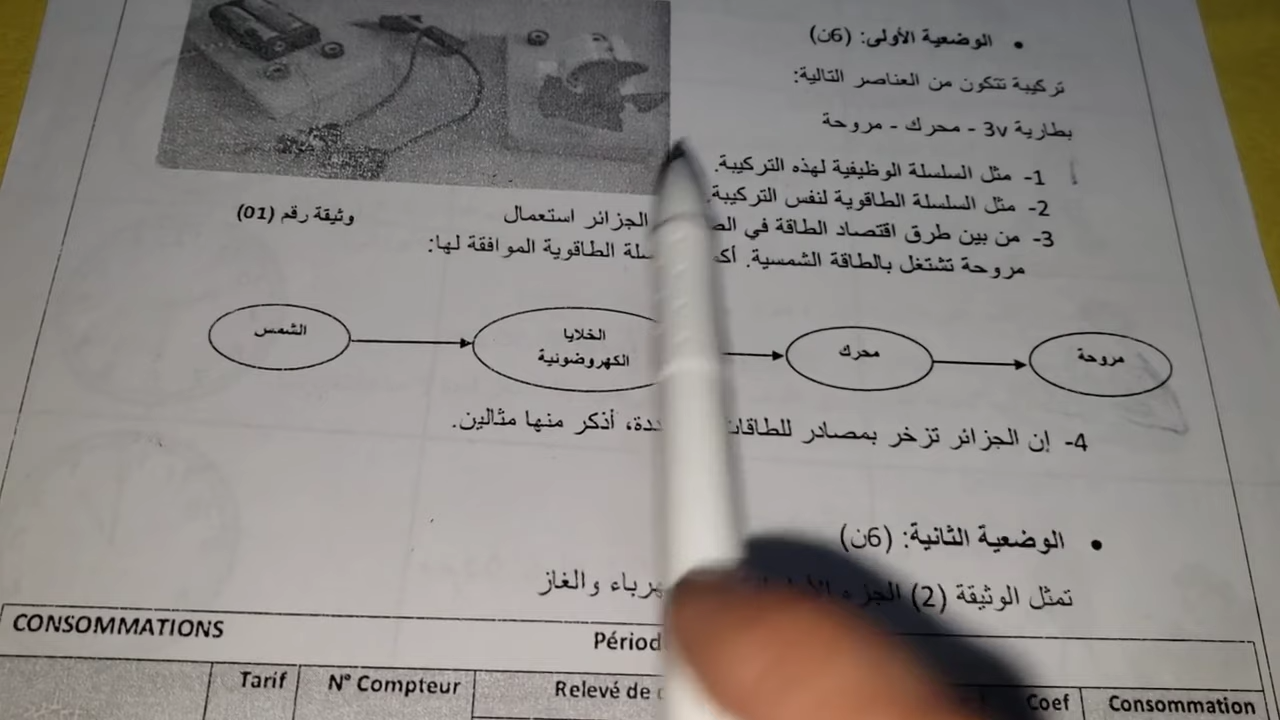 • الوضعية الأولى: (6ن)
تركيبة تتكون من العناصر التالية:
بطارية 3v - محرك - مروحة
1- مثل السلسلة الوظيفية لهذه التركيبة.
2- مثل السلسلة الطاقوية لنفس التركيبة.
3- من بين طرق اقتصاد الطاقة في الجزائر استعمال
وثيقة رقم (01)
مروحة تشتغل بالطاقة الشمسية. الطاقوية الموافقة لها:
الشمس
الخلايا
الكهروضوئية
محرك
مروحة
4- إن الجزائر تزخر بمصادر للطاقات أذكر منها مثالين.
• الوضعية الثانية: (6ن)
تمثل الوثيقة (2) الجزء والغاز
CONSOMMATIONS
Tarif
N° Compteur
Relevé de
Coef
Consommation